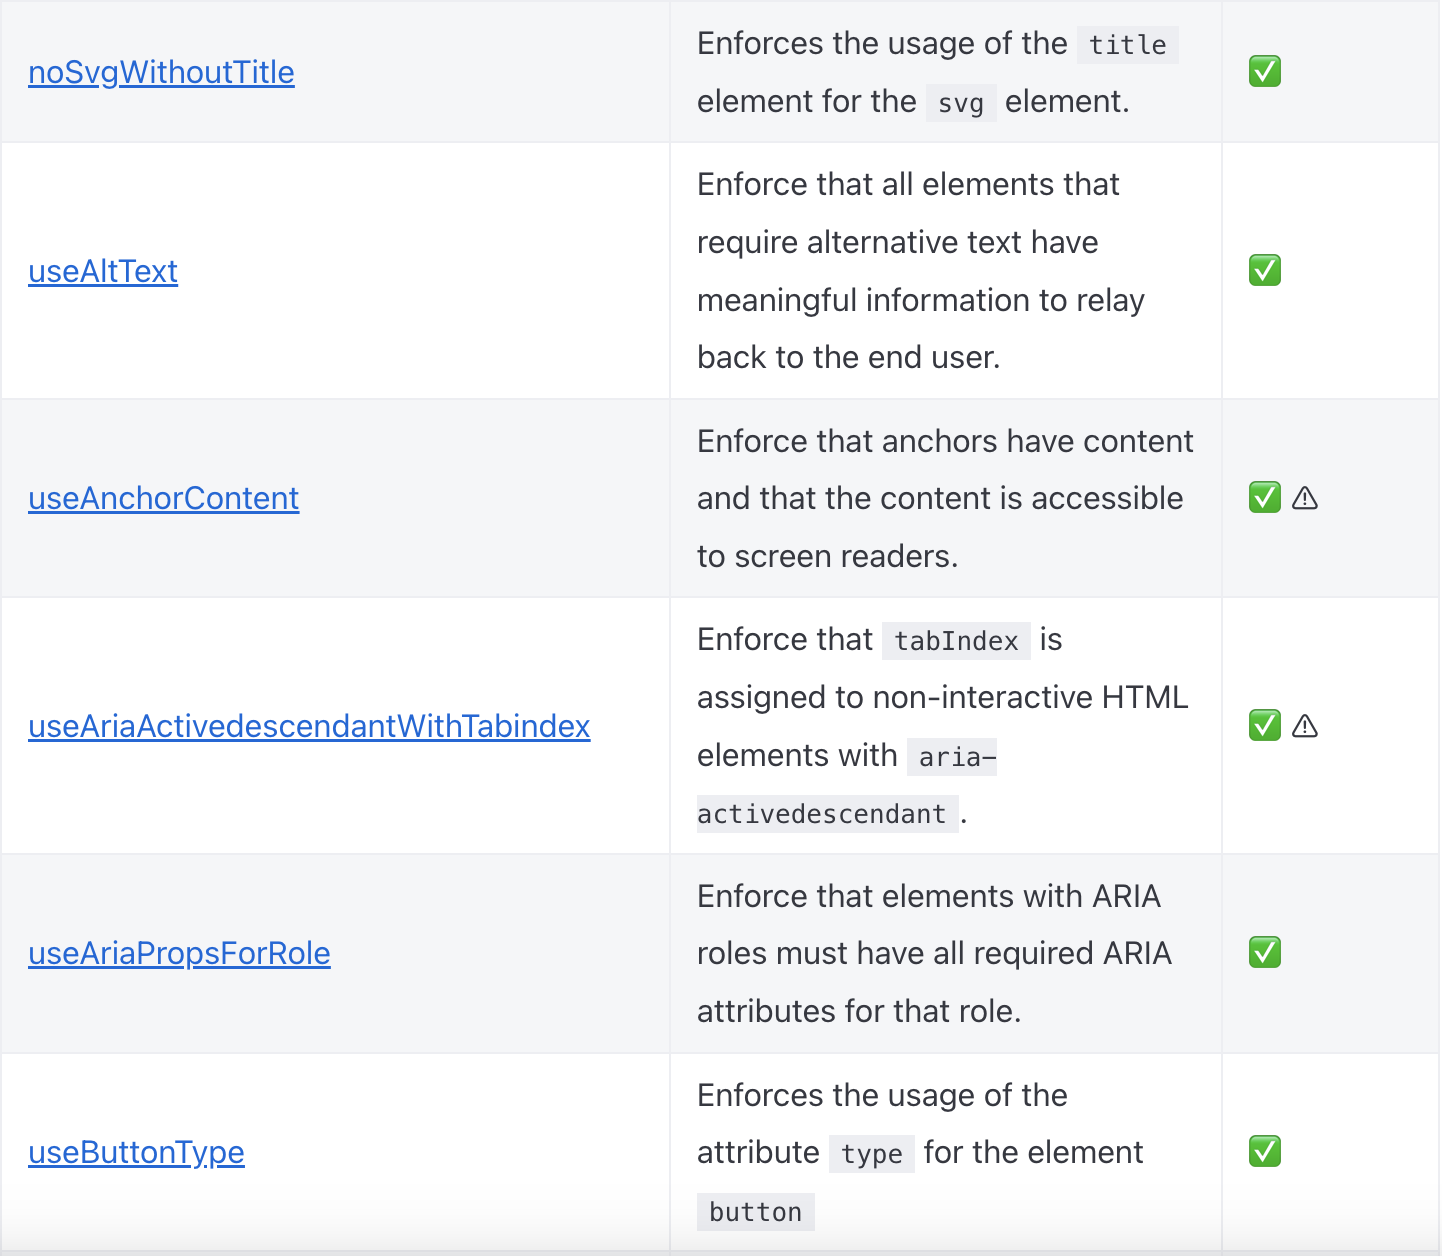 noSvgWithoutTitle
Enforces the usage of the title
element for the svg element.
✅
useAltText
Enforce that all elements that
require alternative text have
meaningful information to relay
back to the end user.
✅
useAnchorContent
Enforce that anchors have content
and that the content is accessible
to screen readers.
✅ ⚠
useAriaActivedescendantWithTabindex
Enforce that tabIndex is
assigned to non-interactive HTML
elements with aria-
activedescendant .
✅ ⚠
useAriaPropsForRole
Enforce that elements with ARIA
roles must have all required ARIA
attributes for that role.
✅
useButtonType
Enforces the usage of the
attribute type for the element
button
✅